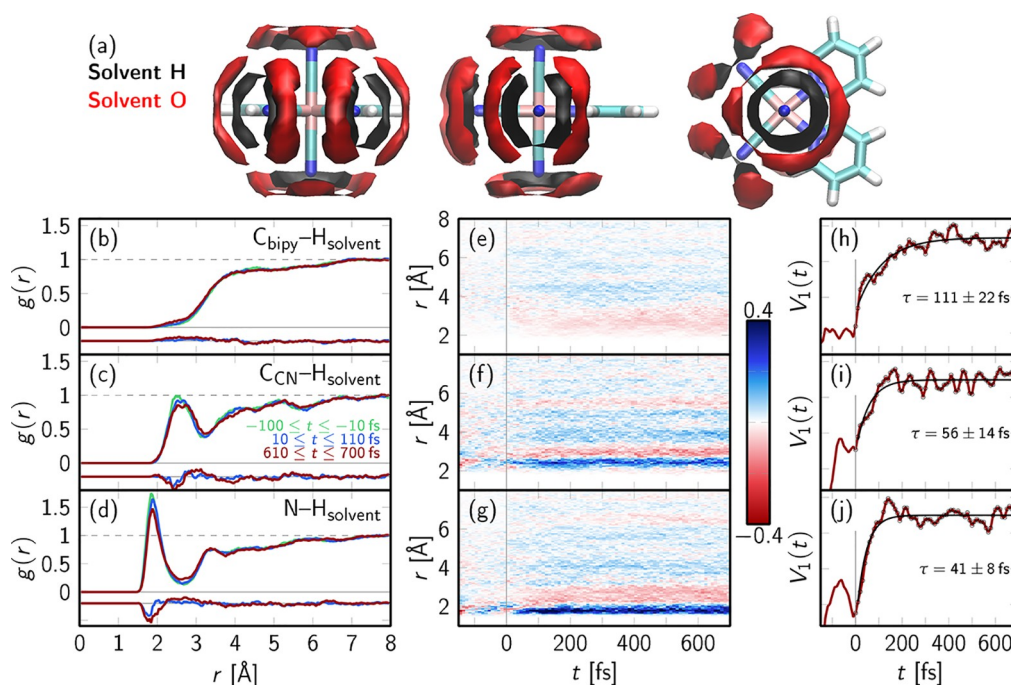 (a)
Solvent H
Solvent O
(b) C_bipy–H_solvent
g(r)
1.5
1
0.5
0
(c) C_CN–H_solvent
−100 ≤ t ≤ −10 fs
10 ≤ t ≤ 110 fs
610 ≤ t ≤ 700 fs
g(r)
1.5
1
0.5
0
(d) N–H_solvent
g(r)
1.5
1
0.5
0
0 1 2 3 4 5 6 7 8
r [Å]
(e)
r [Å]
8
6
4
2
(f)
r [Å]
6
4
2
(g)
r [Å]
6
4
2
0 200 400 600
t [fs]
0.4
−0.4
(h)
V₁(t)
τ = 111 ± 22 fs
(i)
V₁(t)
τ = 56 ± 14 fs
(j)
V₁(t)
τ = 41 ± 8 fs
0 200 400 600
t [fs]